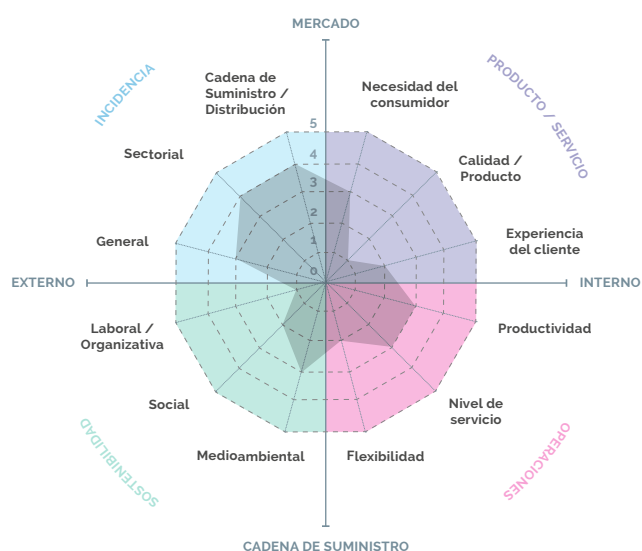 MERCADO
INCIDENCIA
PRODUCTO / SERVICIO
Cadena de
Suministro /
Distribución
Necesidad del
consumidor
Sectorial
Calidad /
Producto
General
Experiencia
del cliente
5
4
3
2
1
0
EXTERNO
INTERNO
Laboral /
Organizativa
Productividad
Social
Nivel de
servicio
Medioambiental
Flexibilidad
SOSTENIBILIDAD
OPERACIONES
CADENA DE SUMINISTRO